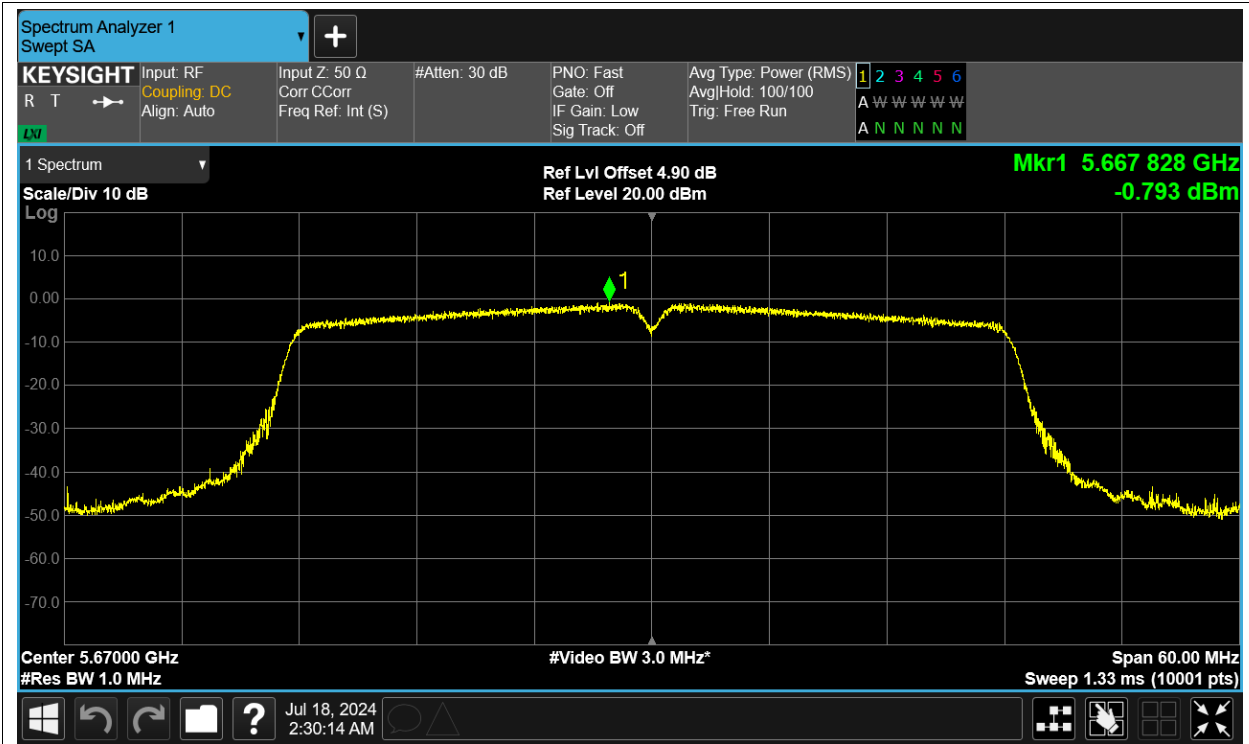 Spectrum Analyzer 1
Swept SA
KEYSIGHT
R T
LXI
Input: RF
Coupling: DC
Align: Auto
Input Z: 50 Ω
Corr CCorr
Freq Ref: Int (S)
#Atten: 30 dB
PNO: Fast
Gate: Off
IF Gain: Low
Sig Track: Off
Avg Type: Power (RMS)
Avg|Hold: 100/100
Trig: Free Run
1 2 3 4 5 6
A W W W W W
A N N N N N
1 Spectrum
Scale/Div 10 dB
Log
Ref Lvl Offset 4.90 dB
Ref Level 20.00 dBm
Mkr1 5.667 828 GHz
-0.793 dBm
10.0
0.00
-10.0
-20.0
-30.0
-40.0
-50.0
-60.0
-70.0
1
Center 5.67000 GHz
#Res BW 1.0 MHz
#Video BW 3.0 MHz*
Span 60.00 MHz
Sweep 1.33 ms (10001 pts)
?
Jul 18, 2024
2:30:14 AM